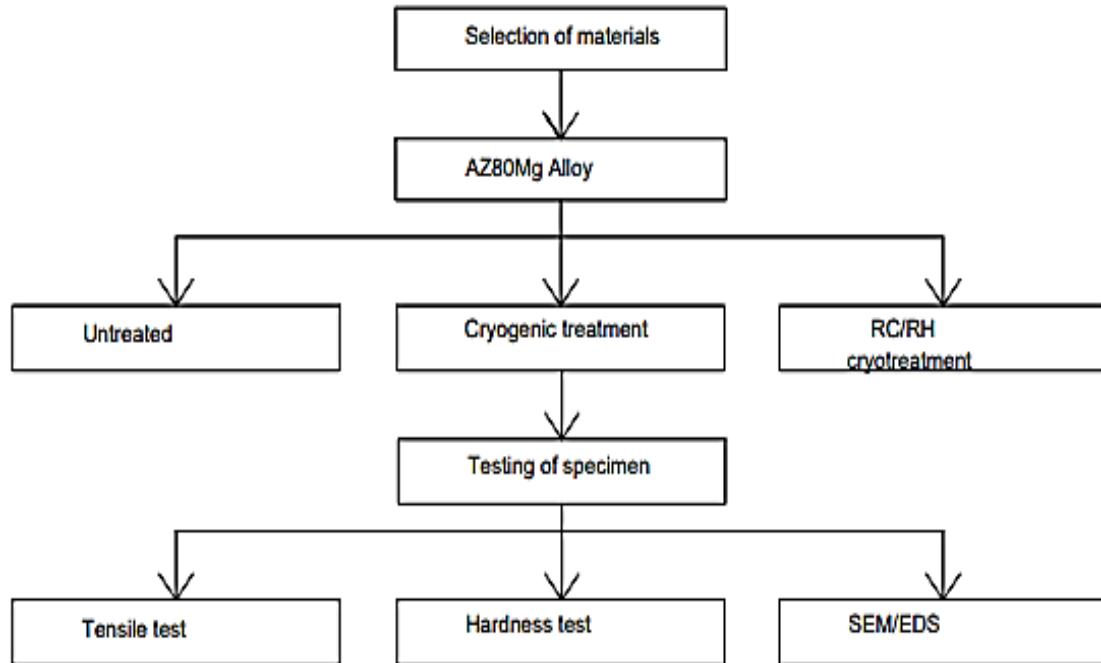 Selection of materials
AZ80Mg Alloy
Untreated
Cryogenic treatment
RC/RH
cryotreatment
Testing of specimen
Tensile test
Hardness test
SEM/EDS